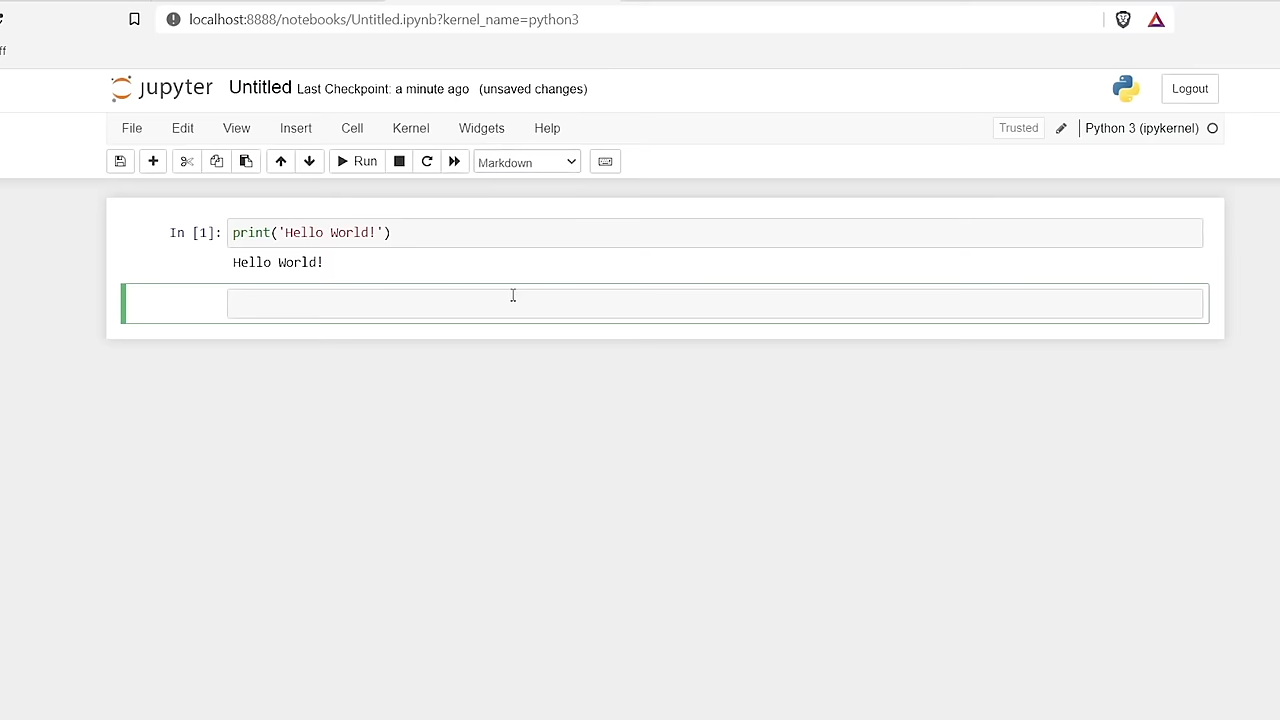 localhost:8888/notebooks/Untitled.ipynb?kernel_name=python3
ff
jupyter Untitled Last Checkpoint: a minute ago (unsaved changes)
Logout
File Edit View Insert Cell Kernel Widgets Help
Trusted Python 3 (ipykernel)
Run Markdown
In [1]: print('Hello World!')
Hello World!